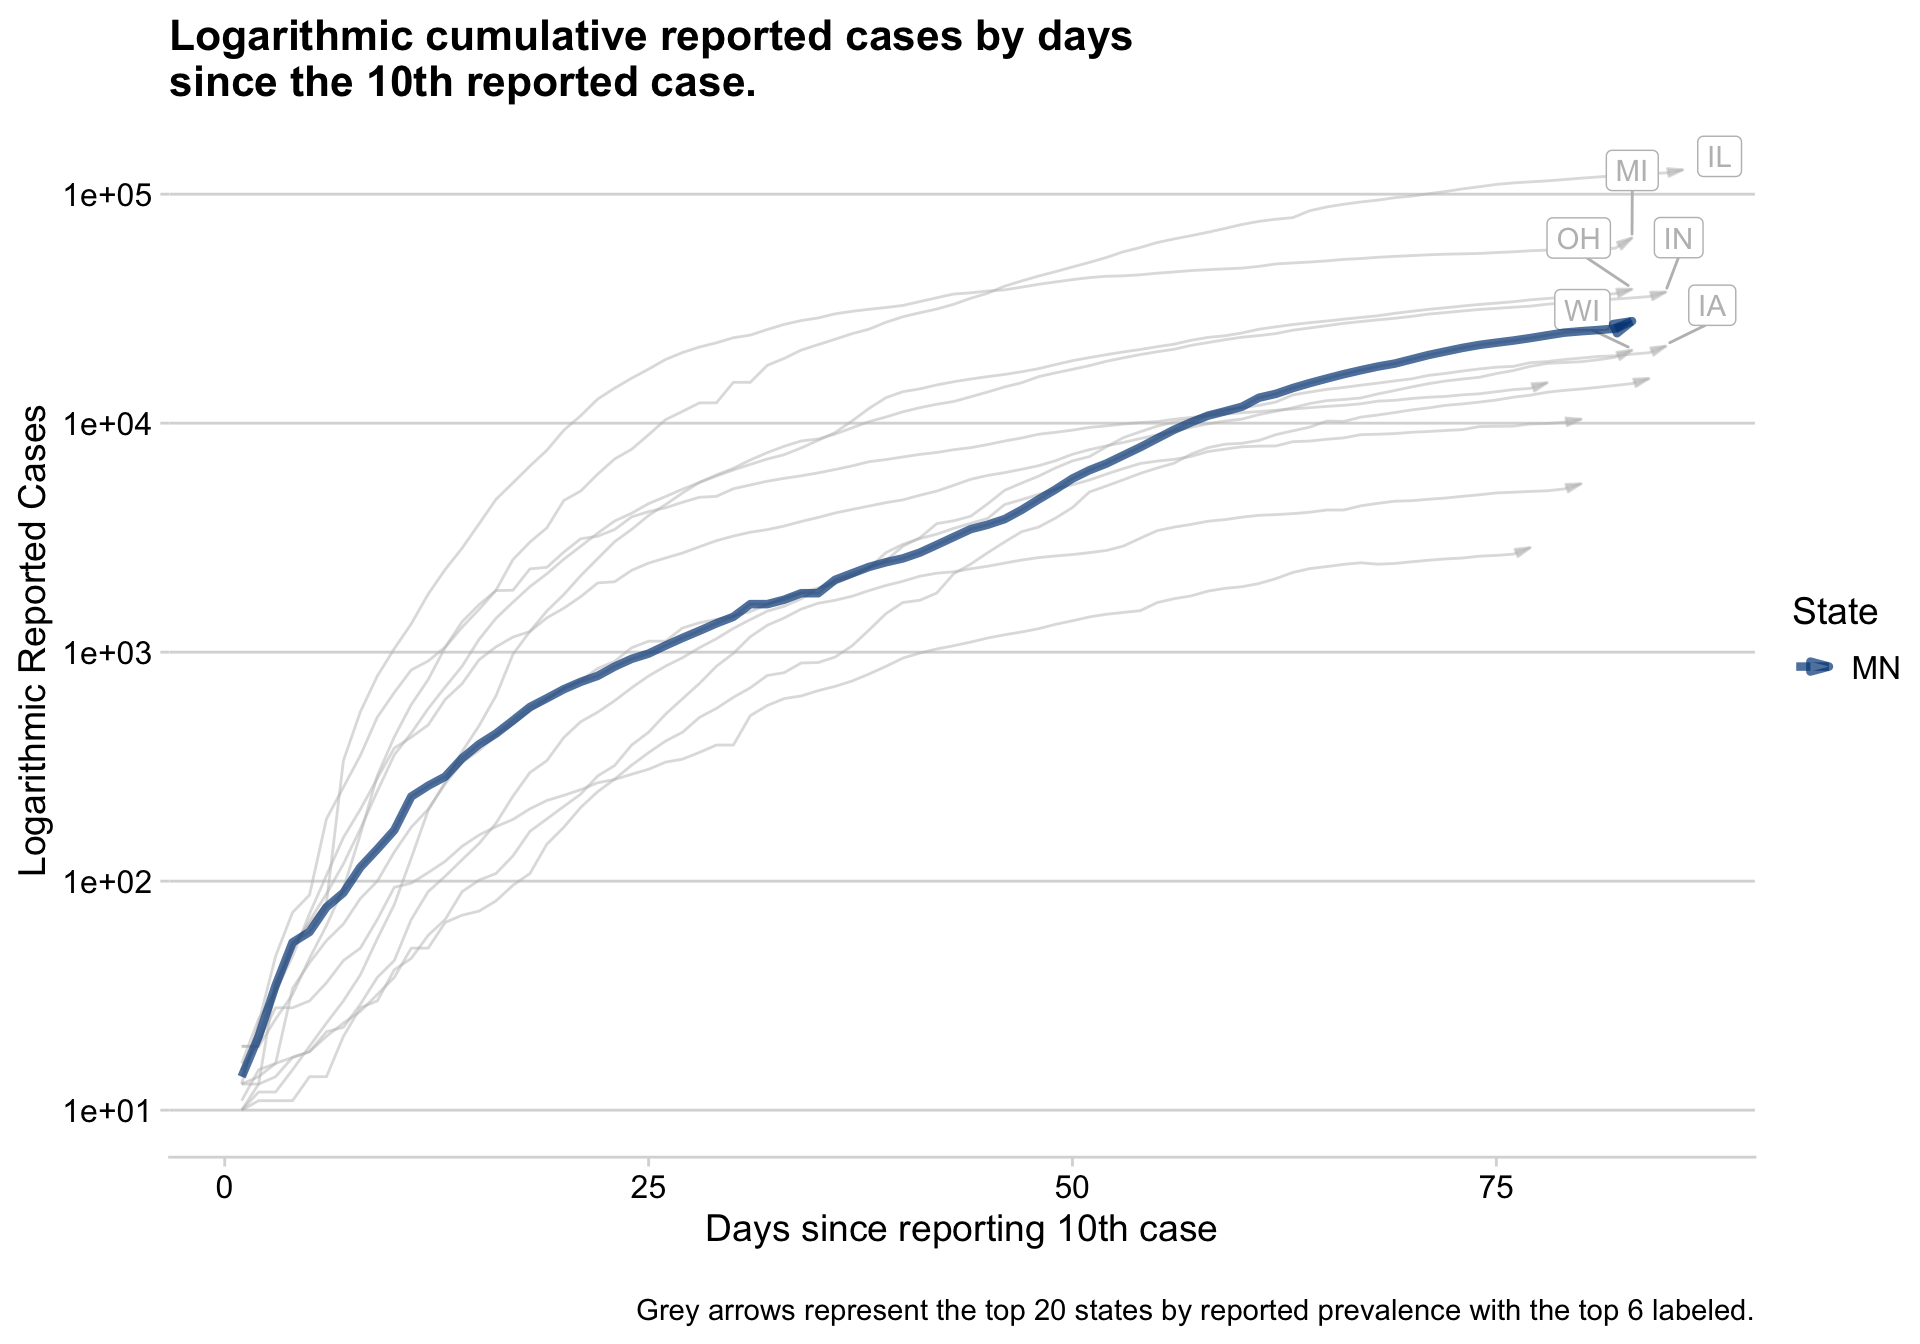 Logarithmic cumulative reported cases by days
since the 10th reported case.
MI
IL
OH
IN
WI
IA
1e+05
1e+04
1e+03
1e+02
1e+01
Logarithmic Reported Cases
State
MN
0
25
50
75
Days since reporting 10th case
Grey arrows represent the top 20 states by reported prevalence with the top 6 labeled.